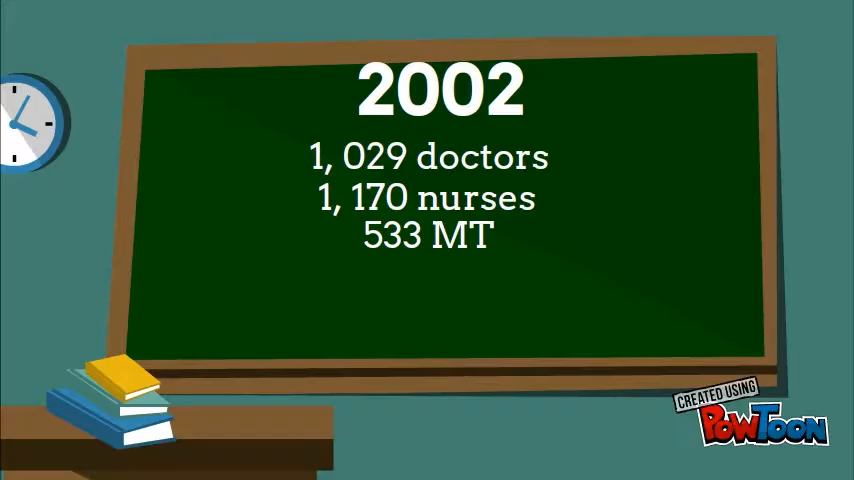 2002
1, 029 doctors
1, 170 nurses
533 MT
CREATED USING
POWTOON